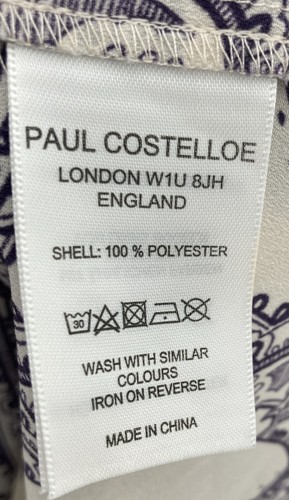 PAUL COSTELLOE
LONDON W1U 8JH
ENGLAND
SHELL: 100 % POLYESTER
30
WASH WITH SIMILAR
COLOURS
IRON ON REVERSE
MADE IN CHINA